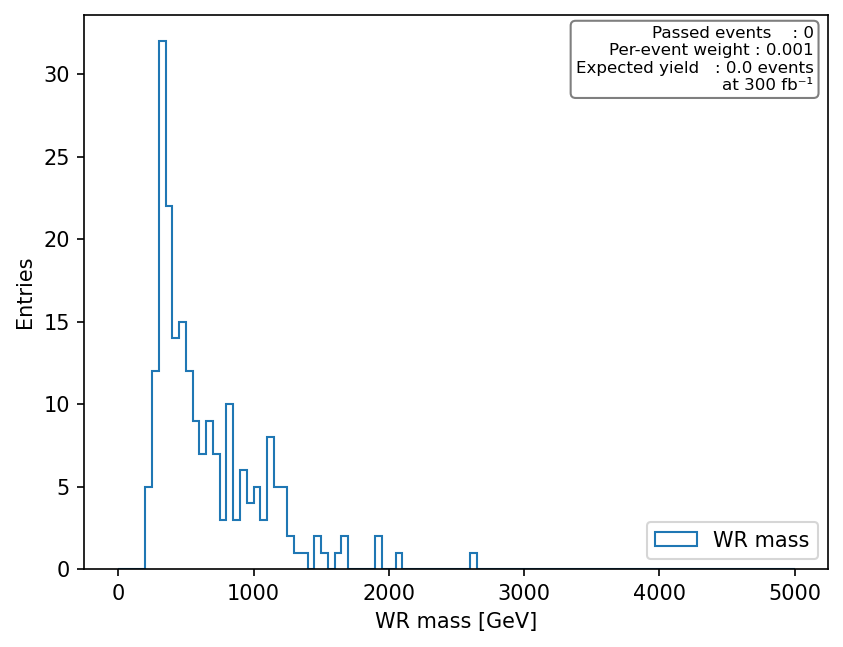 Passed events : 0
Per-event weight : 0.001
Expected yield : 0.0 events
at 300 fb⁻¹
30
25
20
15
10
5
0
Entries
WR mass
0 1000 2000 3000 4000 5000
WR mass [GeV]